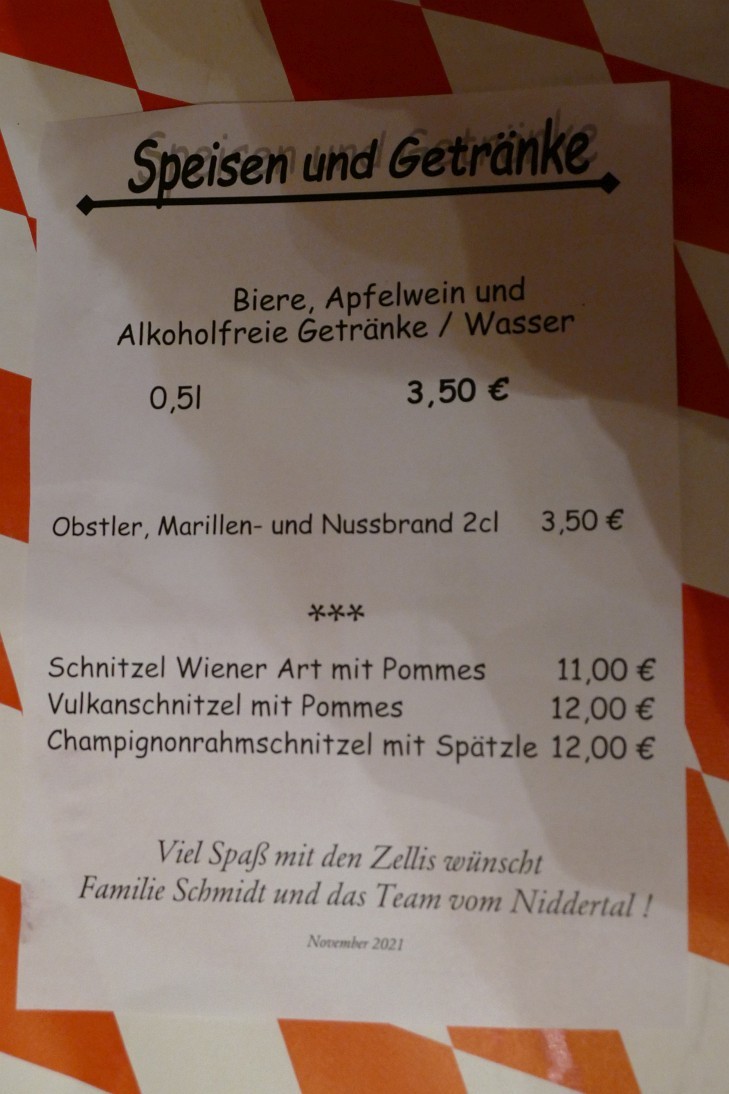 Speisen und Getränke
Biere, Apfelwein und
Alkoholfreie Getränke / Wasser
0,5l 3,50 €
Obstler, Marillen- und Nussbrand 2cl 3,50 €
***
Schnitzel Wiener Art mit Pommes 11,00 €
Vulkanschnitzel mit Pommes 12,00 €
Champignonrahmschnitzel mit Spätzle 12,00 €
Viel Spaß mit den Zellis wünscht
Familie Schmidt und das Team vom Niddertal !
November 2021